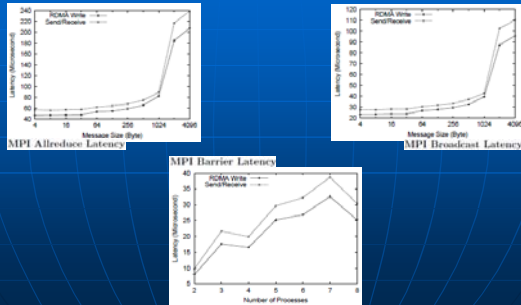 240
220
200
180
160
140
120
100
80
60
40
RDMA Write
Send/Receive
Latency (Microsecond)
4 16 64 256 1024 4096
Message Size (Byte)
MPI Allreduce Latency
120
110
100
90
80
70
60
50
40
30
20
RDMA Write
Send/Receive
Latency (Microsecond)
4 16 64 256 1024 4096
Message Size (Byte)
MPI Broadcast Latency
MPI Barrier Latency
40
35
30
25
20
15
10
5
0
RDMA Write
Send/Receive
Latency (Microsecond)
2 3 4 5 6 7 8
Number of Processes